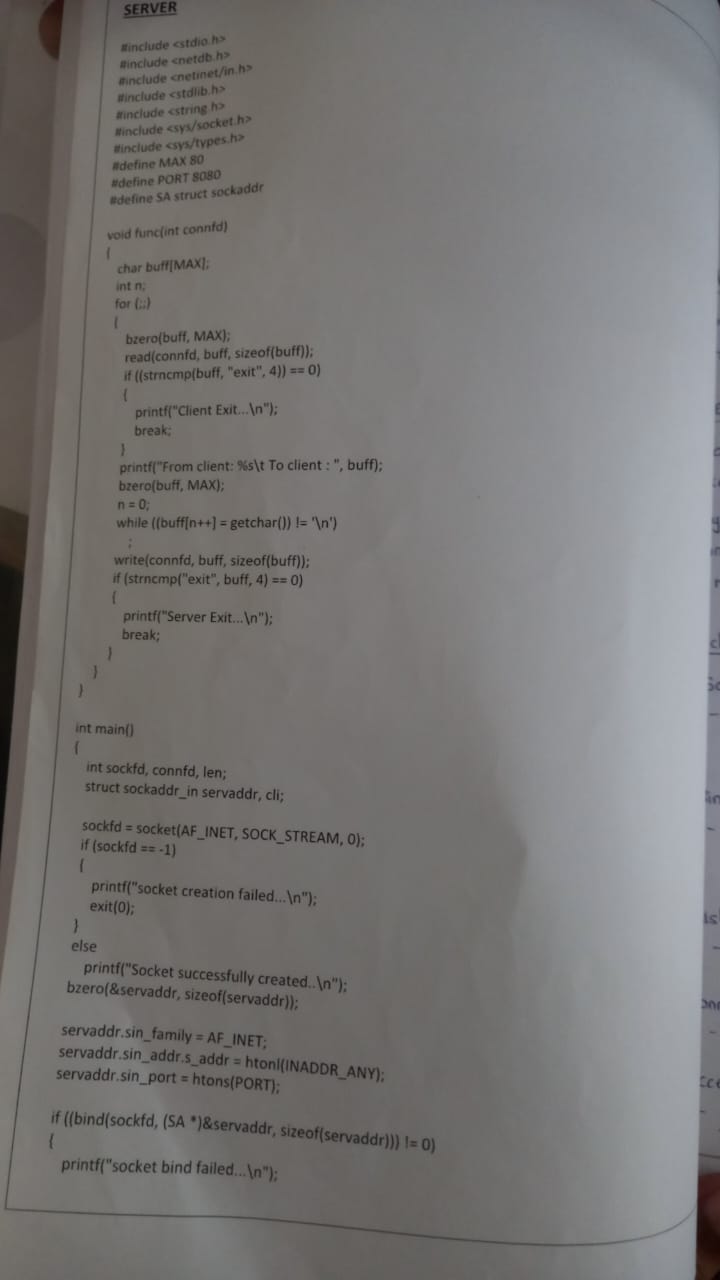 SERVER
#include <stdio.h>
#include <netdb.h>
#include <netinet/in.h>
#include <stdlib.h>
#include <string.h>
#include <sys/socket.h>
#include <sys/types.h>
#define MAX 80
#define PORT 8080
#define SA struct sockaddr
void func(int connfd)
{
char buff[MAX];
int n;
for (;;)
{
bzero(buff, MAX);
read(connfd, buff, sizeof(buff));
if ((strncmp(buff, "exit", 4)) == 0)
{
printf("Client Exit...\n");
break;
}
printf("From client: %s\t To client : ", buff);
bzero(buff, MAX);
n = 0;
while ((buff[n++] = getchar()) != '\n')
;
write(connfd, buff, sizeof(buff));
if (strncmp("exit", buff, 4) == 0)
{
printf("Server Exit...\n");
break;
}
}
}
int main()
{
int sockfd, connfd, len;
struct sockaddr_in servaddr, cli;
sockfd = socket(AF_INET, SOCK_STREAM, 0);
if (sockfd == -1)
{
printf("socket creation failed...\n");
exit(0);
}
else
printf("Socket successfully created..\n");
bzero(&servaddr, sizeof(servaddr));
servaddr.sin_family = AF_INET;
servaddr.sin_addr.s_addr = htonl(INADDR_ANY);
servaddr.sin_port = htons(PORT);
if ((bind(sockfd, (SA *)&servaddr, sizeof(servaddr))) != 0)
{
printf("socket bind failed...\n");